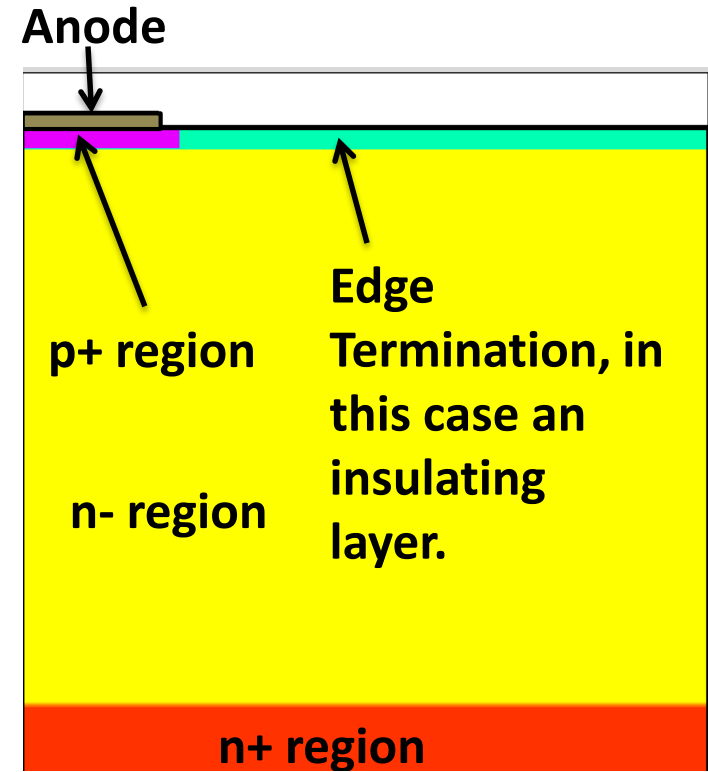 Anode
p+ region
n- region
Edge
Termination, in
this case an
insulating
layer.
n+ region